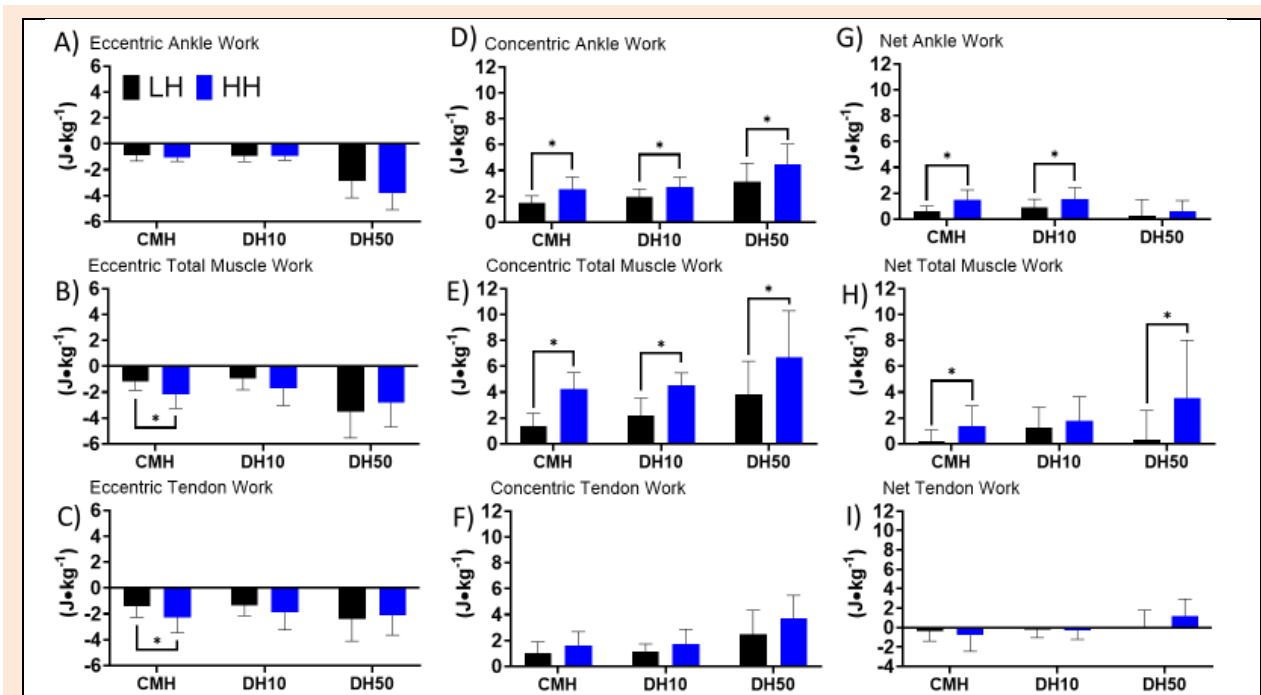 A) Eccentric Ankle Work
6
4
2
0
-2
-4
-6
(J•kg⁻¹)
LH HH
CMH DH10 DH50
B) Eccentric Total Muscle Work
6
4
2
0
-2
-4
-6
(J•kg⁻¹)
*
CMH DH10 DH50
C) Eccentric Tendon Work
6
4
2
0
-2
-4
-6
(J•kg⁻¹)
*
CMH DH10 DH50
D) Concentric Ankle Work
12
10
8
6
4
2
0
(J•kg⁻¹)
* * *
CMH DH10 DH50
E) Concentric Total Muscle Work
12
10
8
6
4
2
0
(J•kg⁻¹)
* * *
CMH DH10 DH50
F) Concentric Tendon Work
12
10
8
6
4
2
0
(J•kg⁻¹)
CMH DH10 DH50
G) Net Ankle Work
12
10
8
6
4
2
0
(J•kg⁻¹)
* *
CMH DH10 DH50
H) Net Total Muscle Work
12
10
8
6
4
2
0
(J•kg⁻¹)
* *
CMH DH10 DH50
I) Net Tendon Work
12
10
8
6
4
2
0
-2
-4
(J•kg⁻¹)
CMH DH10 DH50